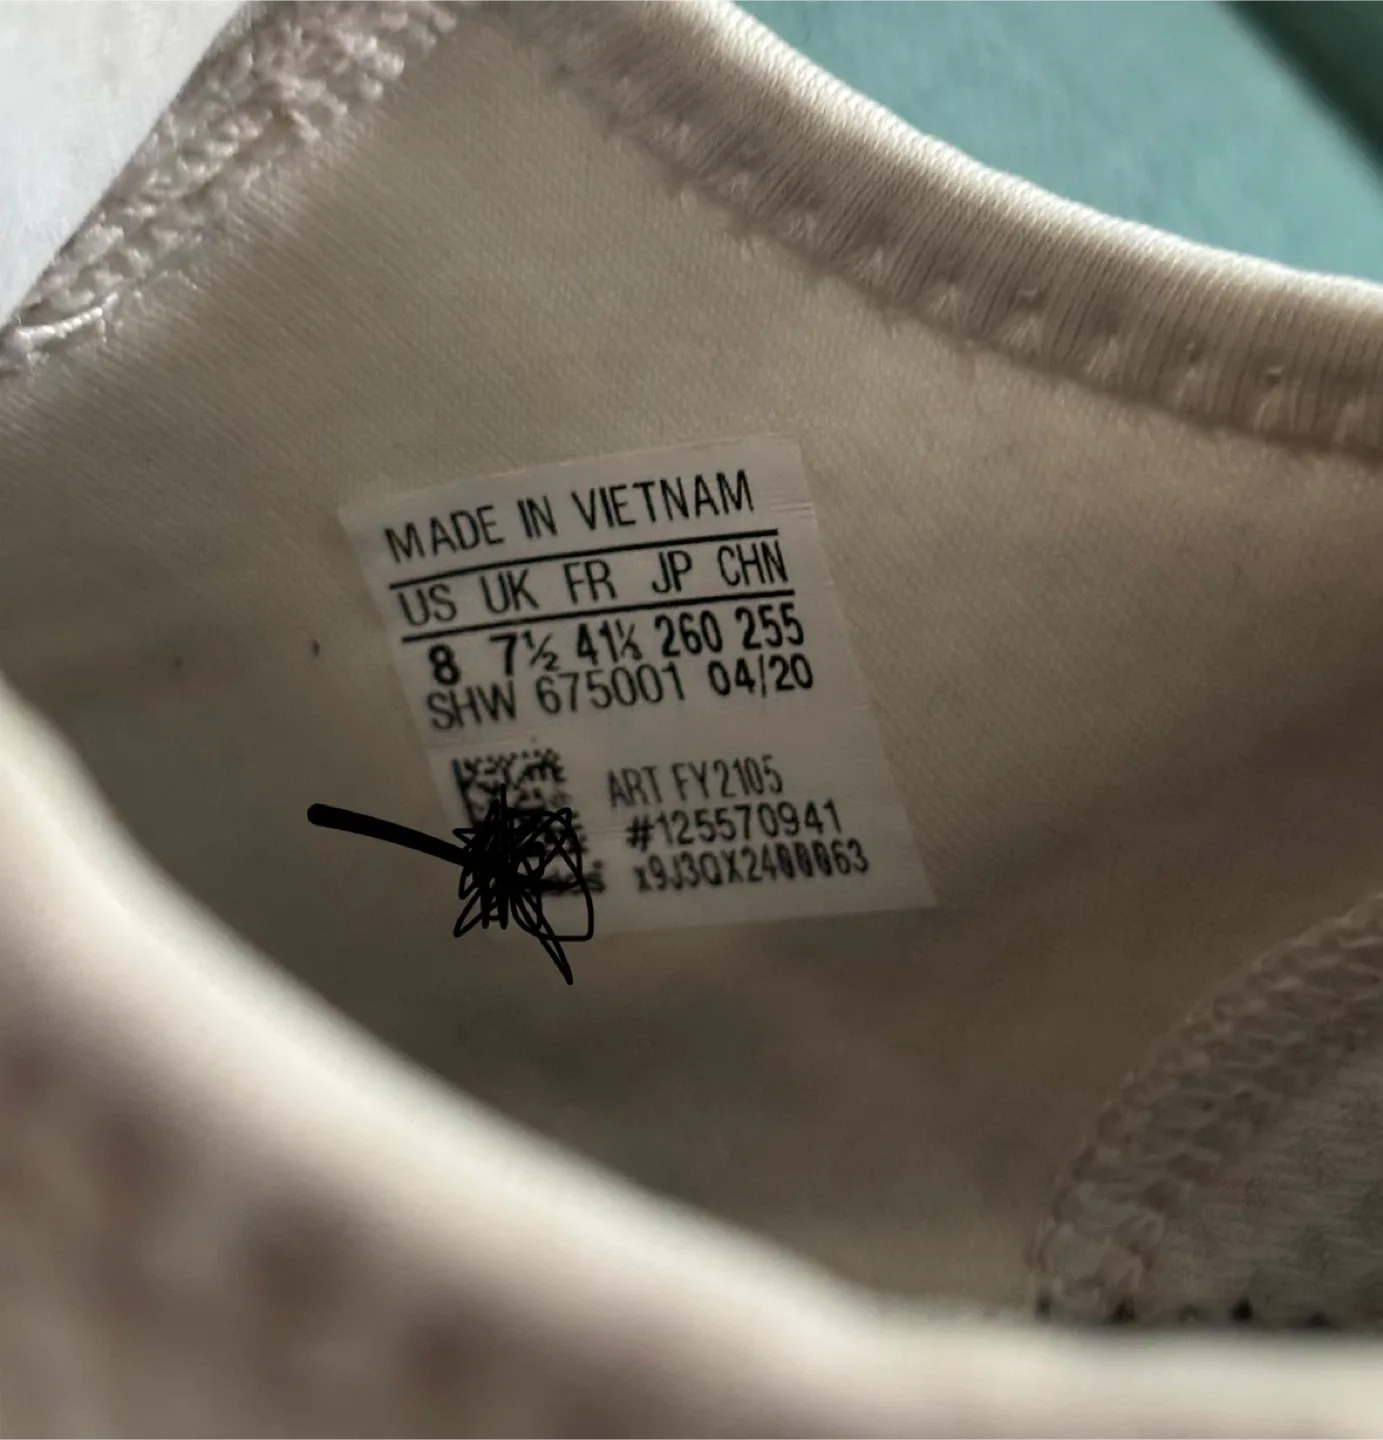 MADE IN VIETNAM
US UK FR JP CHN
8 7½ 41⅓ 260 255
SHW 675001 04/20
ART FY2105
#125570941
x9J3QX2400063